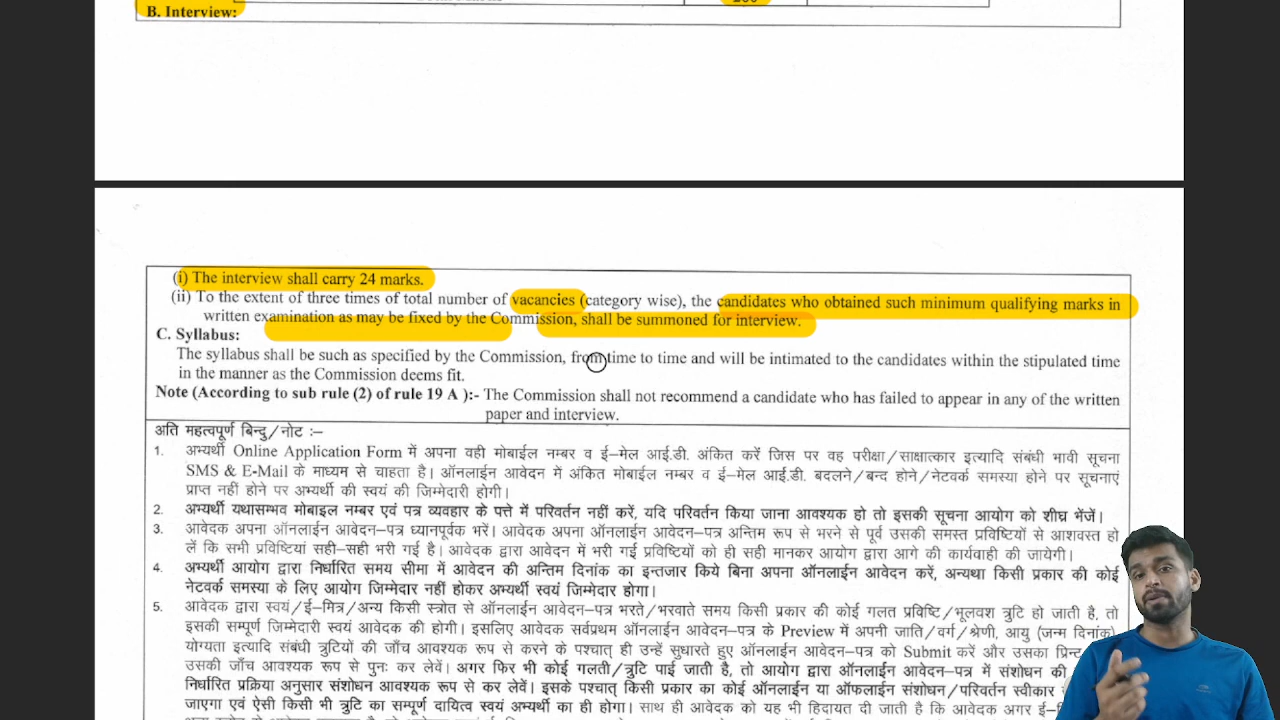 B. Interview:
(i) The interview shall carry 24 marks.
(ii) To the extent of three times of total number of vacancies (category wise), the candidates who obtained such minimum qualifying marks in
written examination as may be fixed by the Commission, shall be summoned for interview.
C. Syllabus:
The syllabus shall be such as specified by the Commission, from time to time and will be intimated to the candidates within the stipulated time
in the manner as the Commission deems fit.
Note (According to sub rule (2) of rule 19 A ):- The Commission shall not recommend a candidate who has failed to appear in any of the written
paper and interview.
अति महत्वपूर्ण बिन्दु/नोट :–
1. अभ्यर्थी Online Application Form में अपना वही मोबाईल नम्बर व ई–मेल आई.डी. अंकित करें जिस पर वह परीक्षा/साक्षात्कार इत्यादि संबंधी भावी सूचना
SMS & E-Mail के माध्यम से चाहता है। ऑनलाईन आवेदन में अंकित मोबाईल नम्बर व ई–मेल आई.डी. बदलने/बन्द होने/नेटवर्क समस्या होने पर सूचनाएं
प्राप्त नहीं होने पर अभ्यर्थी की स्वयं की जिम्मेदारी होगी।
2. अभ्यर्थी यथासम्भव मोबाइल नम्बर एवं पत्र व्यवहार के पत्ते में परिवर्तन नहीं करें, यदि परिवर्तन किया जाना आवश्यक हो तो इसकी सूचना आयोग को शीघ्र भेंजें।
3. आवेदक अपना ऑनलाईन आवेदन–पत्र ध्यानपूर्वक भरें। आवेदक अपना ऑनलाईन आवेदन–पत्र अन्तिम रूप से भरने से पूर्व उसकी समस्त प्रविष्टियों से आशवस्त हो
लें कि सभी प्रविष्टियां सही–सही भरी गई है। आवेदक द्वारा आवेदन में भरी गई प्रविष्टियों को ही सही मानकर आयोग द्वारा आगे की कार्यवाही की जायेगी।
4. अभ्यर्थी आयोग द्वारा निर्धारित समय सीमा में आवेदन की अन्तिम दिनांक का इन्तजार किये बिना अपना ऑनलाईन आवेदन करें, अन्यथा किसी प्रकार की कोई
नेटवर्क समस्या के लिए आयोग जिम्मेदार नहीं होकर अभ्यर्थी स्वयं जिम्मेदार होगा।
5. आवेदक द्वारा स्वयं/ई–मित्र/अन्य किसी स्त्रोत से ऑनलाईन आवेदन–पत्र भरते/भरवाते समय किसी प्रकार की कोई गलत प्रविष्टि/भूलवश त्रुटि हो जाती है, तो
इसकी सम्पूर्ण जिम्मेदारी स्वयं आवेदक की होगी। इसलिए आवेदक सर्वप्रथम ऑनलाईन आवेदन–पत्र के Preview में अपनी जाति/वर्ग/श्रेणी, आयु (जन्म दिनांक)
योग्यता इत्यादि संबंधी त्रुटियों की जाँच आवश्यक रूप से करने के पश्चात् ही उन्हें सुधारते हुए ऑनलाईन आवेदन–पत्र को Submit करें और उसका
उसकी जाँच आवश्यक रूप से पुनः कर लेवें। अगर फिर भी कोई गलती/त्रुटि पाई जाती है, तो आयोग द्वारा ऑनलाईन आवेदन–पत्र में संशोधन की
निर्धारित प्रक्रिया अनुसार संशोधन आवश्यक रूप से कर लेवें। इसके पश्चात् किसी प्रकार का कोई ऑनलाईन या ऑफलाईन संशोधन/परिवर्तन स्वीकार
जाएगा एवं ऐसी किसी भी त्रुटि का सम्पूर्ण दायित्व स्वयं अभ्यर्थी का ही होगा। साथ ही आवेदक को यह भी हिदायत दी जाती है कि आवेदक अगर